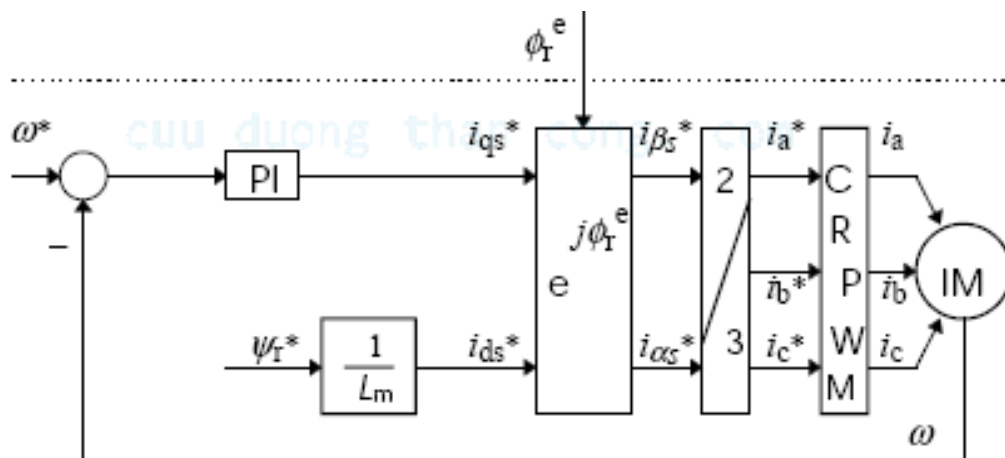 ϕr^e
cuu duong than cong . com
ω* iqs* iβs* ia* ia
PI 2 C
R
− jϕr^e
e ib* P ib IM
ψr* 1/Lm ids* iαs* 3 ic* W ic
M
ω